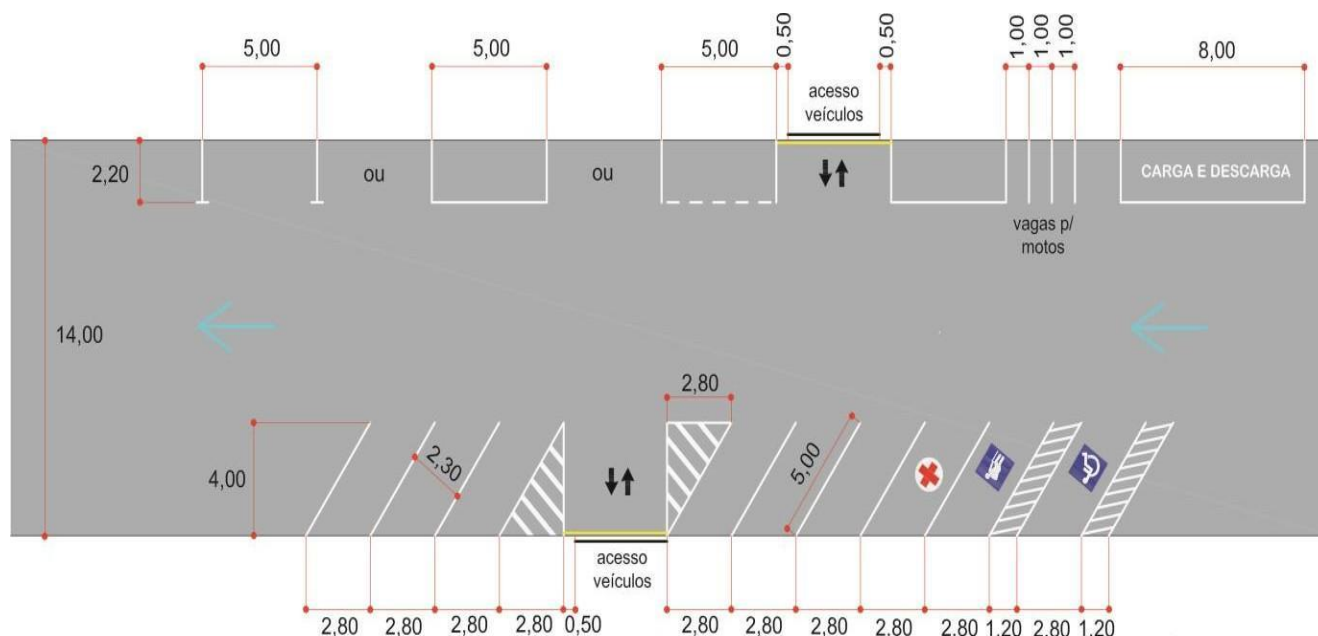 5,00
5,00
5,00
0,50
0,50
1,00
1,00
1,00
8,00
acesso
veículos
2,20
ou
ou
CARGA E DESCARGA
vagas p/
motos
14,00
2,80
4,00
2,30
5,00
acesso
veículos
2,80 2,80 2,80 2,80 0,50 2,80 2,80 2,80 2,80 2,80 1,20 2,80 1,20